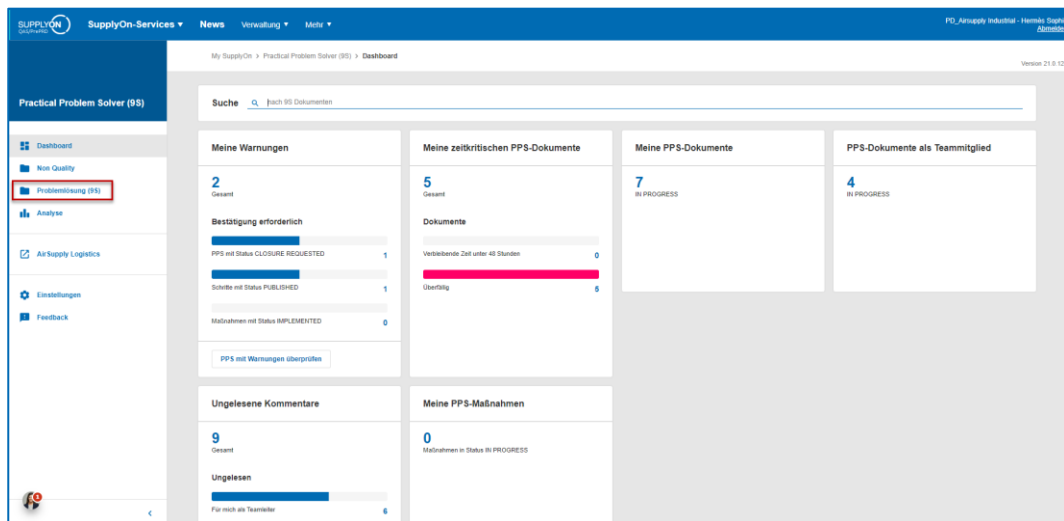 SUPPLYON
QAS/PrePRD
SupplyOn-Services ▾ News Verwaltung ▾ Mehr ▾
PD_Airsupply Industrial - Hermès Saphi
Abmelde
My SupplyOn > Practical Problem Solver (9S) > Dashboard
Version 21.0.12
Practical Problem Solver (9S)
Dashboard
Non Quality
Problemlösung (9S)
Analyse
AirSupply Logistics
Einstellungen
Feedback
1
Suche nach 9S Dokumenten
Meine Warnungen
2
Gesamt
Bestätigung erforderlich
PPS mit Status CLOSURE REQUESTED 1
Schritte mit Status PUBLISHED 1
Maßnahmen mit Status IMPLEMENTED 0
PPS mit Warnungen überprüfen
Meine zeitkritischen PPS-Dokumente
5
Gesamt
Dokumente
Verbleibende Zeit unter 48 Stunden 0
Überfällig 5
Meine PPS-Dokumente
7
IN PROGRESS
PPS-Dokumente als Teammitglied
4
IN PROGRESS
Ungelesene Kommentare
9
Gesamt
Ungelesen
Für mich als Teamleiter 6
Meine PPS-Maßnahmen
0
Maßnahmen in Status IN PROGRESS